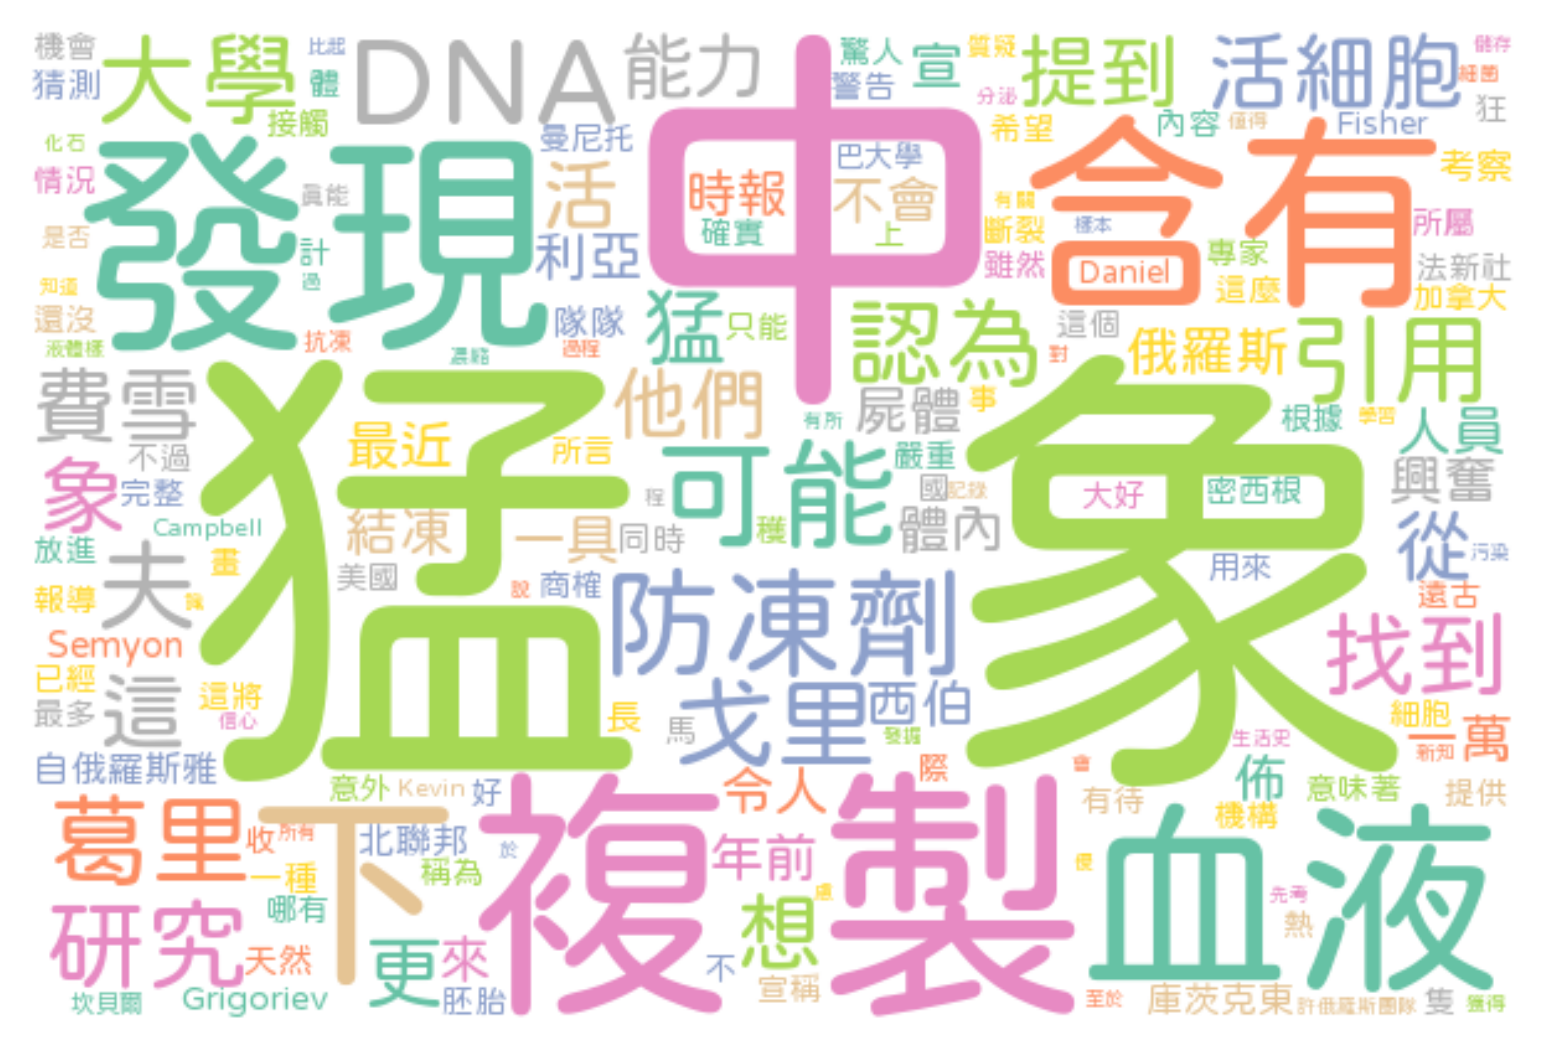 機會
大學
比起
DNA
能力
驚人
宣
質疑
提到
活細胞
儲存
猜測
體
警告
分泌
細菌
狂
接觸
希望
內容
值得
Fisher
化石
發現
曼尼托
中
巴大學
含有
考察
情況
真能
活
時報
不會
有關
所屬
是否
計
利亞
確實
上
斷裂
樣本
專家
過
雖然
Daniel
這麼
法新社
知道
加拿大
還沒
隊隊
猛
只能
認為
這個
俄羅斯
引用
液體樣
抗凍
濃縮
過程
對
費雪
猛象
他們
有所
屍體
事
根據
學習
人員
不過
最近
所言
可能
嚴重
象
完整
國
記錄
大好
密西根
興奮
Campbell
結凍
一具
同時
程
穫
體內
從
放進
夫
畫
美國
說
商榷
用來
污染
報導
防凍劑
遠古
Semyon
找到
已經
這
這將
戈里
西伯
最多
信心
長
馬
發掘
細胞
一萬
生活史
新知
自俄羅斯雅
意外
Kevin
好
令人
際
會
佈
意味著
有待
提供
葛里
下
複製
機構
血液
收
所有
北聯邦
於
年前
一種
稱為
侵
哪有
想
慮
先考
研究
天然
更
來
不
熱
坎貝爾
Grigoriev
胚胎
宣稱
至於
庫茨克東
許俄羅斯團隊
隻
獲得